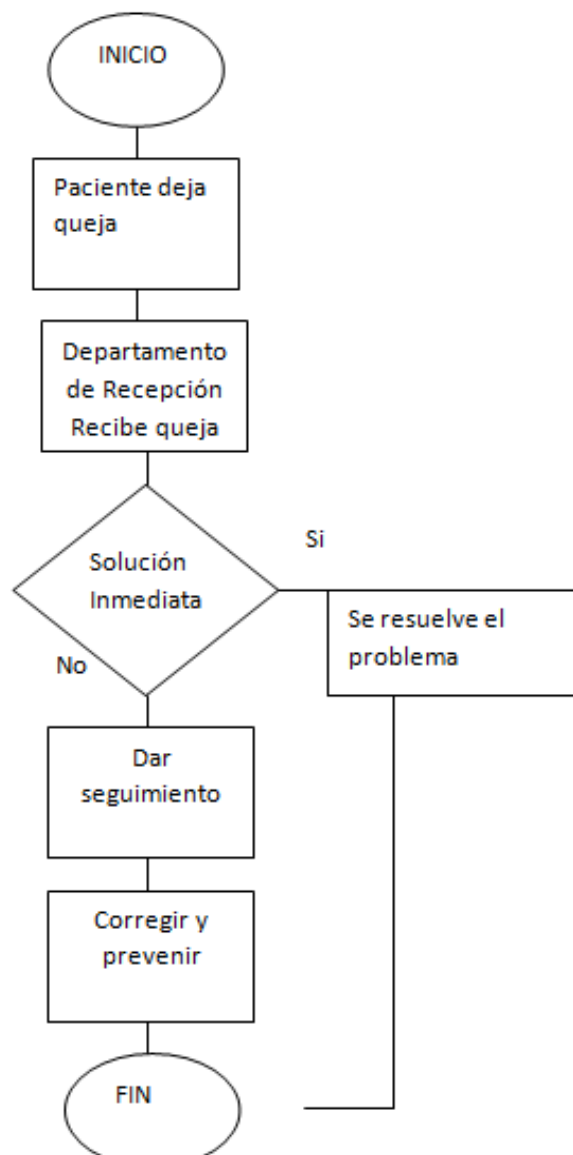 INICIO
Paciente deja
queja
Departamento
de Recepción
Recibe queja
Solución
Inmediata
Si
Se resuelve el
problema
No
Dar
seguimiento
Corregir y
prevenir
FIN